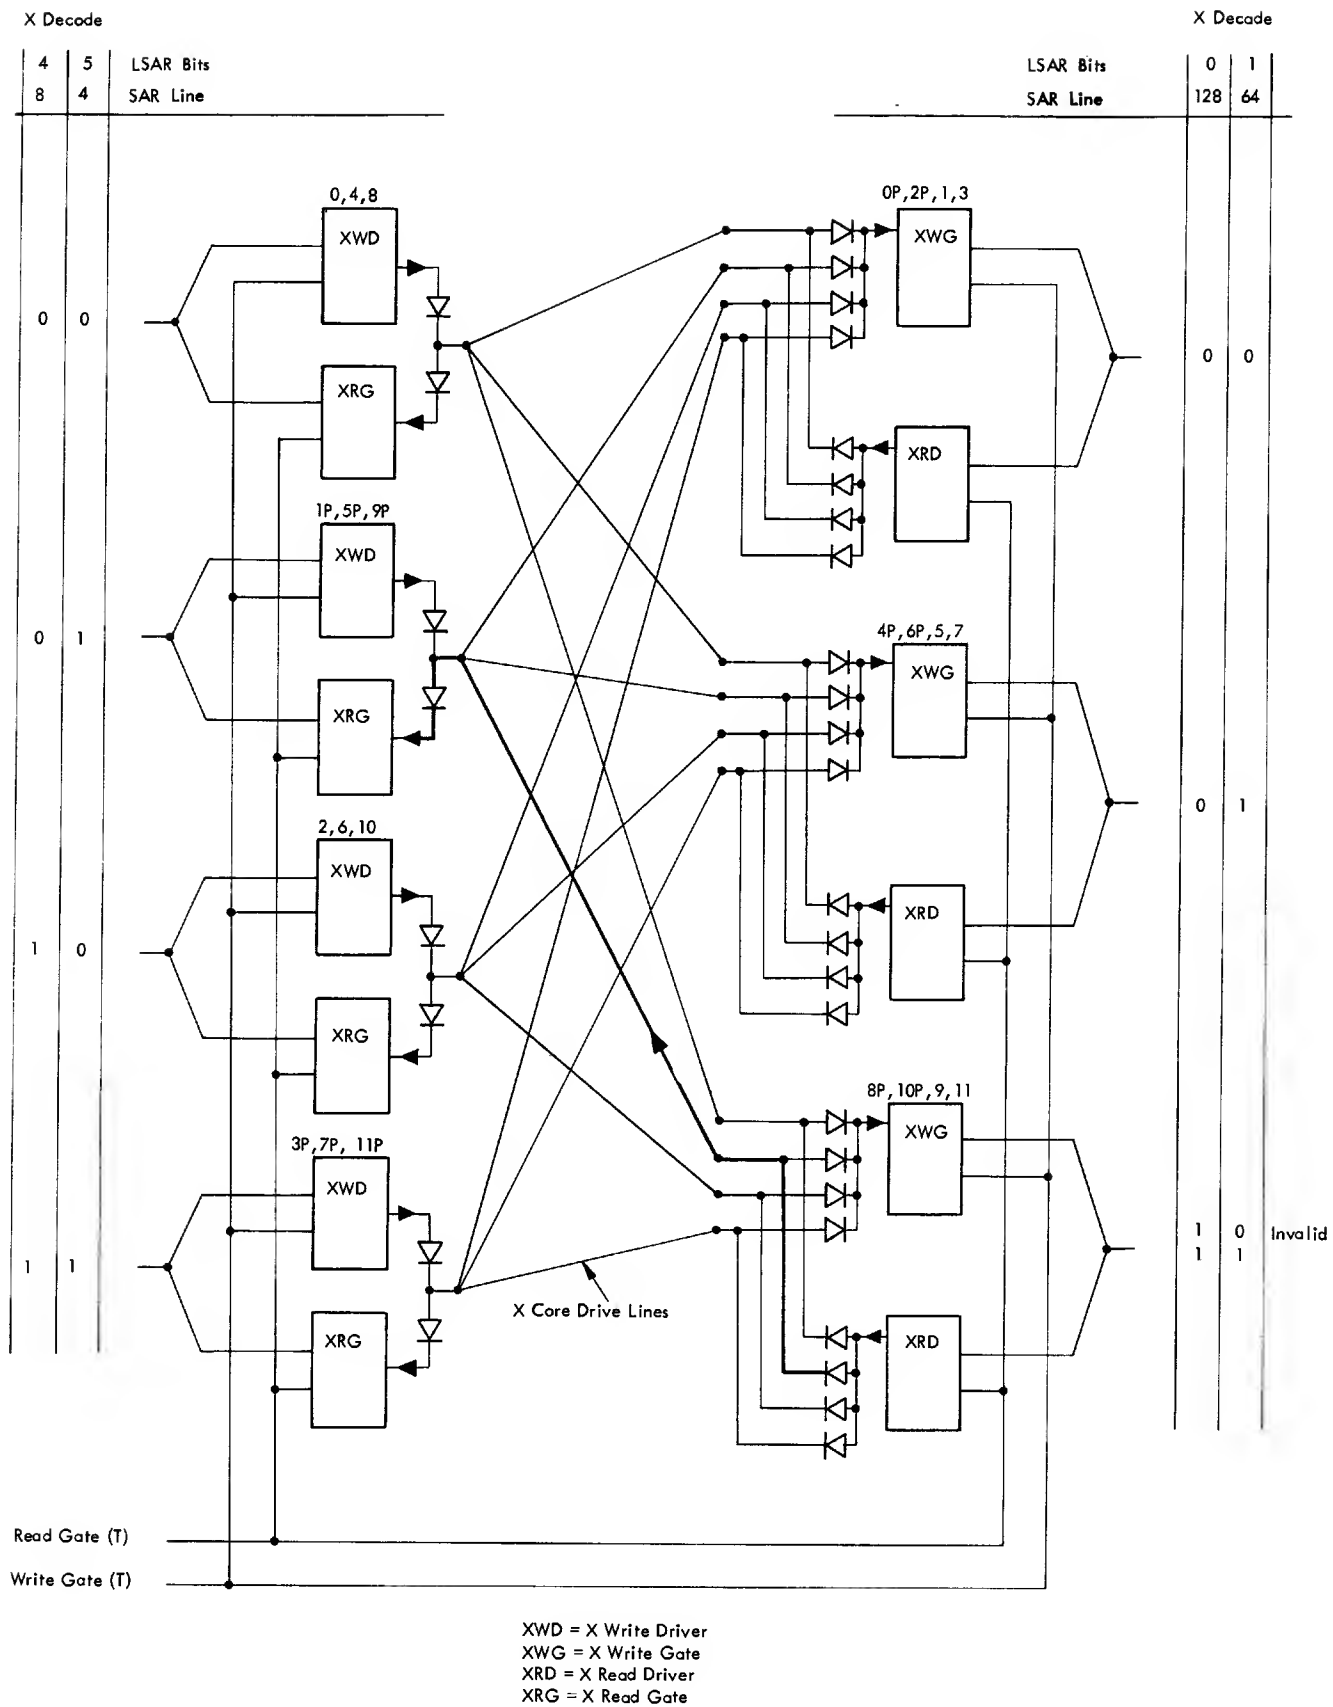 X Decode
X Decade
4 5 LSAR Bits
LSAR Bits 0 1
8 4 SAR Line
SAR Line 128 64
0,4,8
0P,2P,1,3
XWD
XWG
0 0
0 0
XRG
XRD
1P,5P,9P
XWD
4P,6P,5,7
0 1
XWG
XRG
0 1
2,6,10
XWD
XRD
1 0
XRG
8P,10P,9,11
XWG
3P,7P, 11P
XWD
1 0 Invalid
1 1
1 1
X Core Drive Lines
XRG
XRD
Read Gate (T)
Write Gate (T)
XWD = X Write Driver
XWG = X Write Gate
XRD = X Read Driver
XRG = X Read Gate